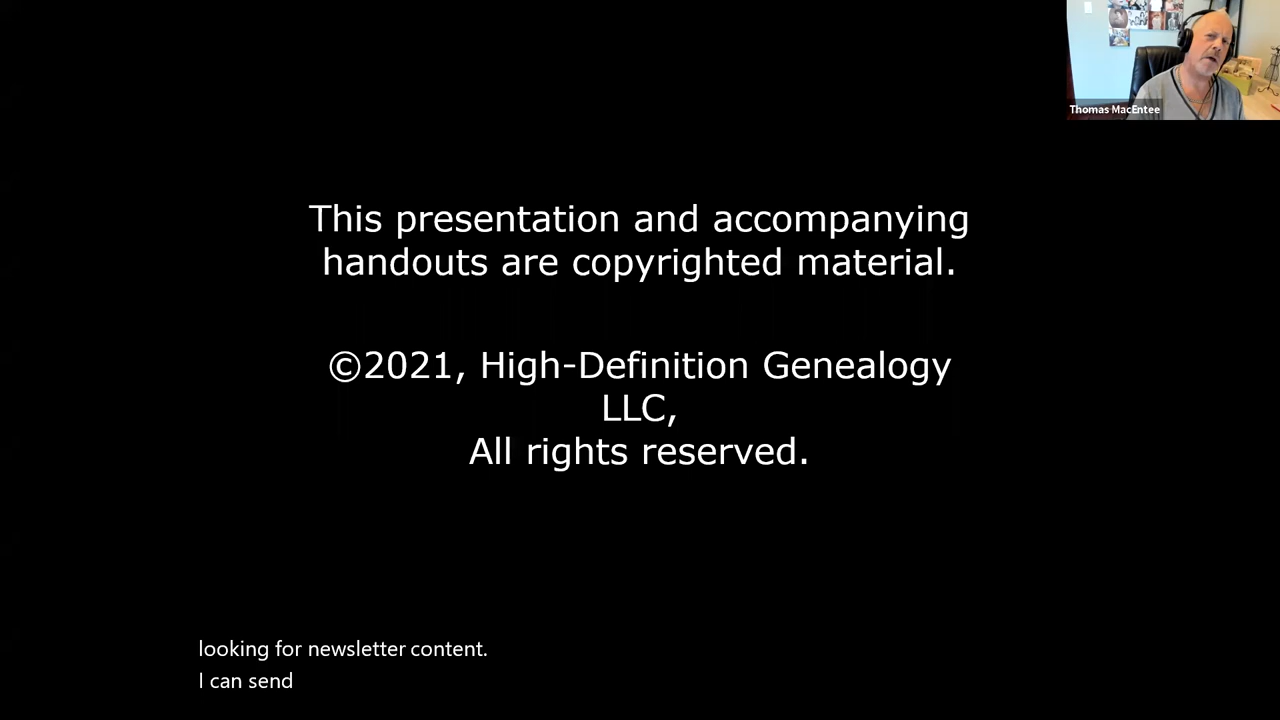 Thomas MacEntee
This presentation and accompanying
handouts are copyrighted material.
©2021, High-Definition Genealogy
LLC,
All rights reserved.
looking for newsletter content.
I can send